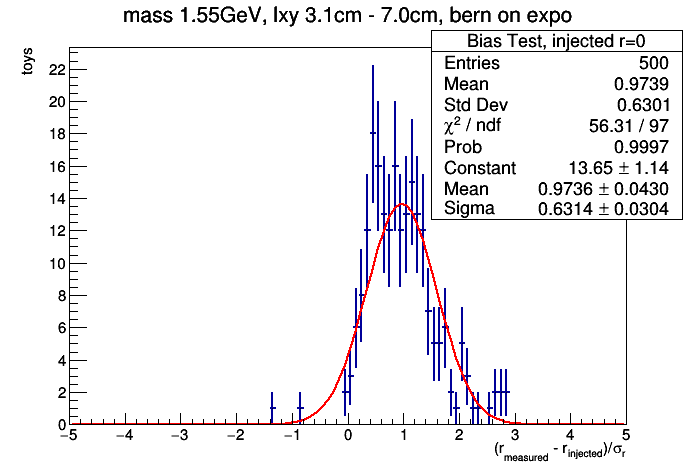 mass 1.55GeV, lxy 3.1cm - 7.0cm, bern on expo
toys
Bias Test, injected r=0
Entries 500
Mean 0.9739
Std Dev 0.6301
χ² / ndf 56.31 / 97
Prob 0.9997
Constant 13.65 ± 1.14
Mean 0.9736 ± 0.0430
Sigma 0.6314 ± 0.0304
22
20
18
16
14
12
10
8
6
4
2
0
−5 −4 −3 −2 −1 0 1 2 3 4 5
(r_measured - r_injected)/σ_r